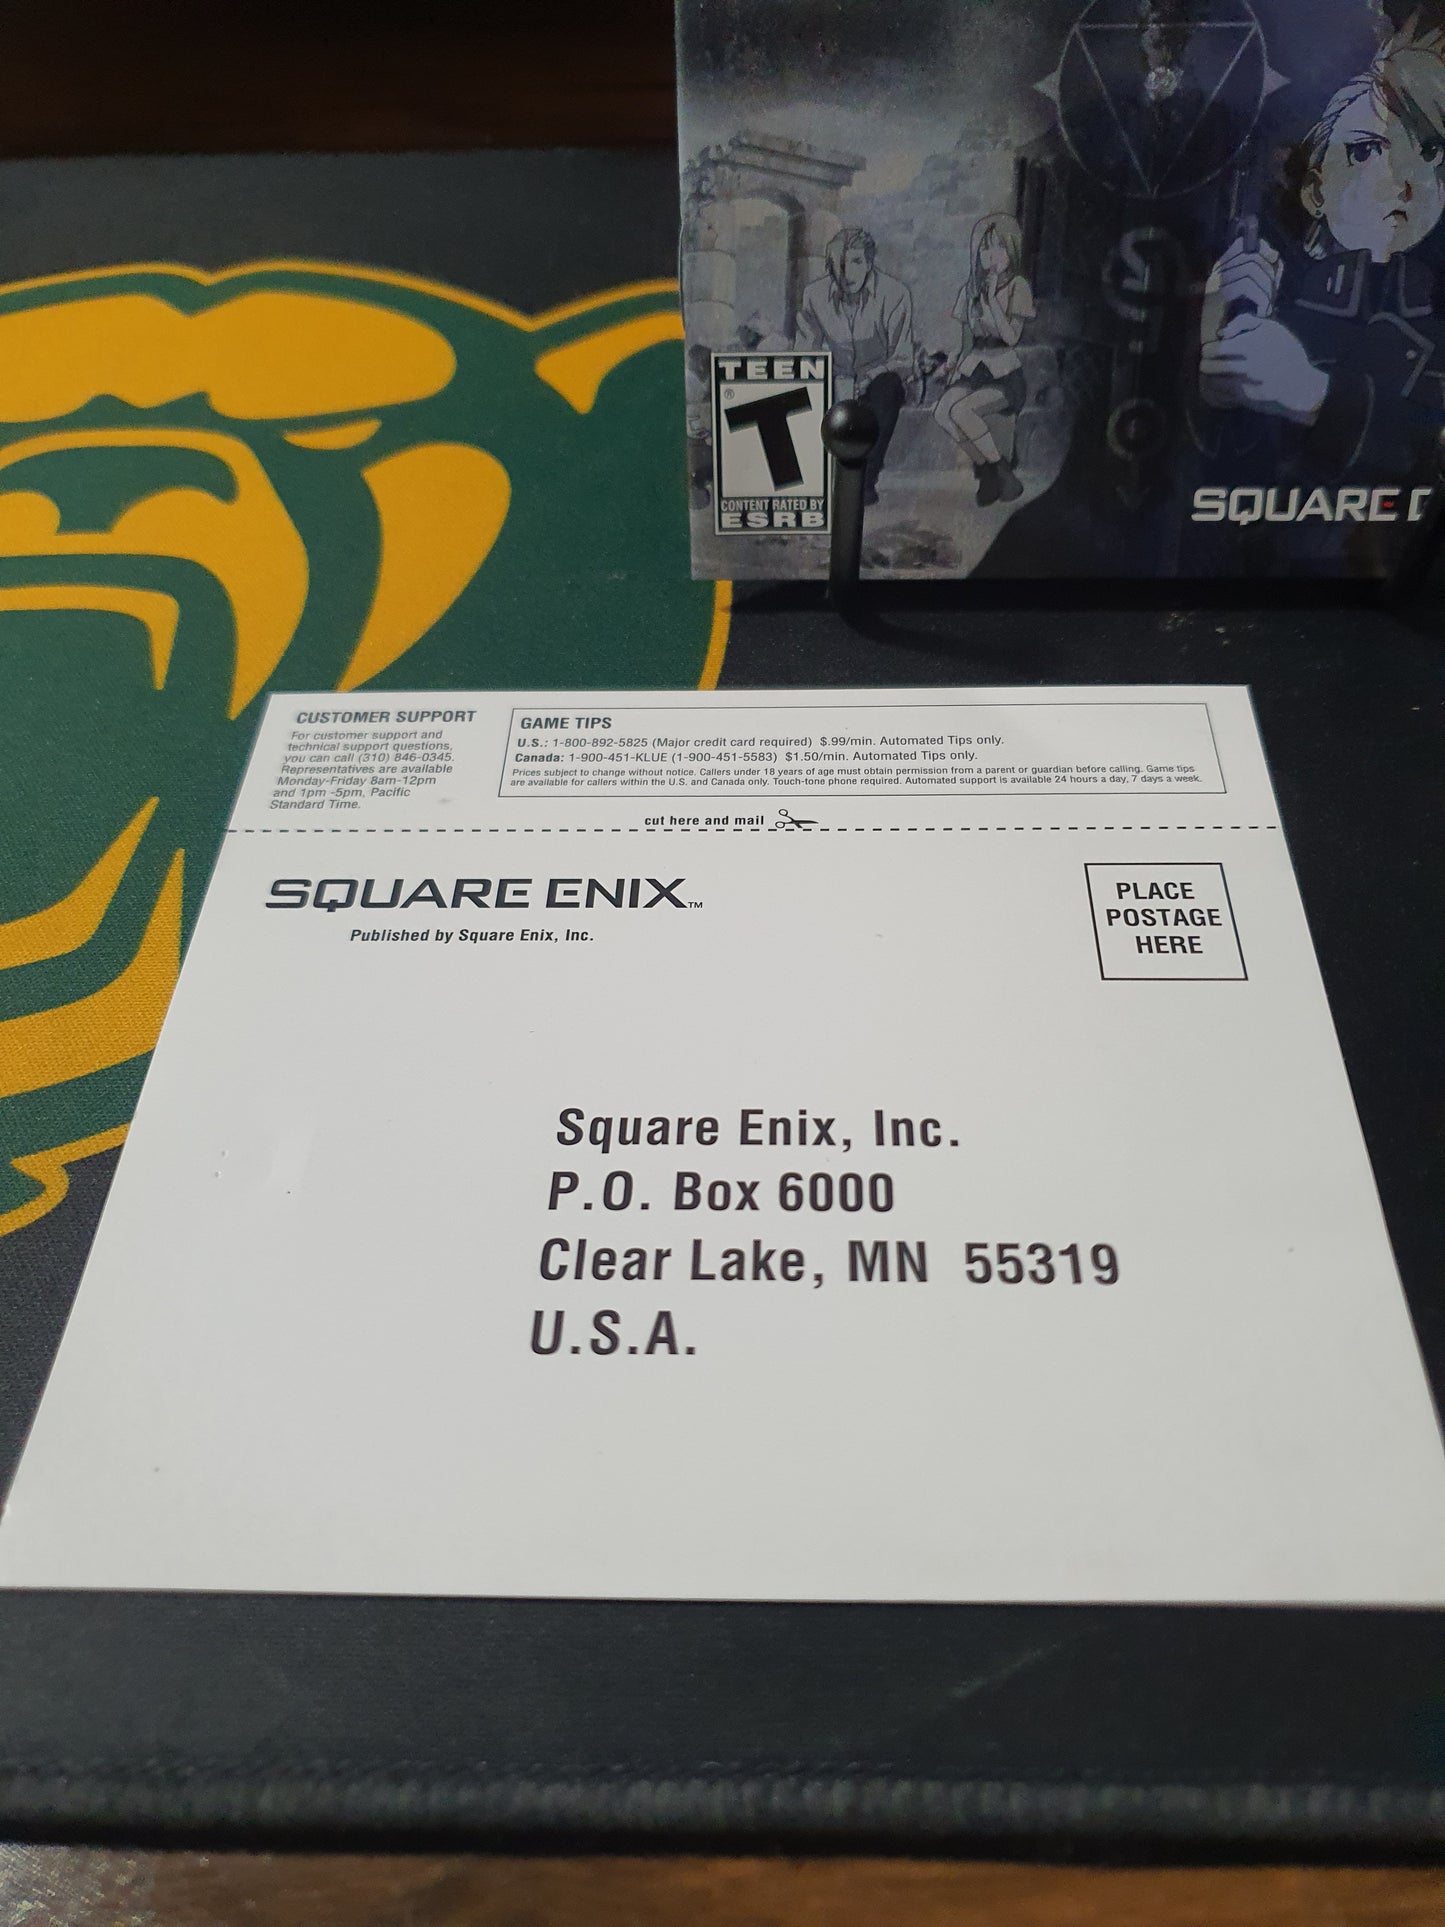 TEEN
T
®
CONTENT RATED BY
ESRB
SQUARE E
CUSTOMER SUPPORT
For customer support and
technical support questions,
you can call (310) 846-0345.
Representatives are available
Monday-Friday 8am-12pm
and 1pm -5pm, Pacific
Standard Time.
GAME TIPS
U.S.: 1-800-892-5825 (Major credit card required) $.99/min. Automated Tips only.
Canada: 1-900-451-KLUE (1-900-451-5583) $1.50/min. Automated Tips only.
Prices subject to change without notice. Callers under 18 years of age must obtain permission from a parent or guardian before calling. Game tips
are available for callers within the U.S. and Canada only. Touch-tone phone required. Automated support is available 24 hours a day, 7 days a week.
cut here and mail
SQUARE ENIX™
Published by Square Enix, Inc.
PLACE
POSTAGE
HERE
Square Enix, Inc.
P.O. Box 6000
Clear Lake, MN 55319
U.S.A.